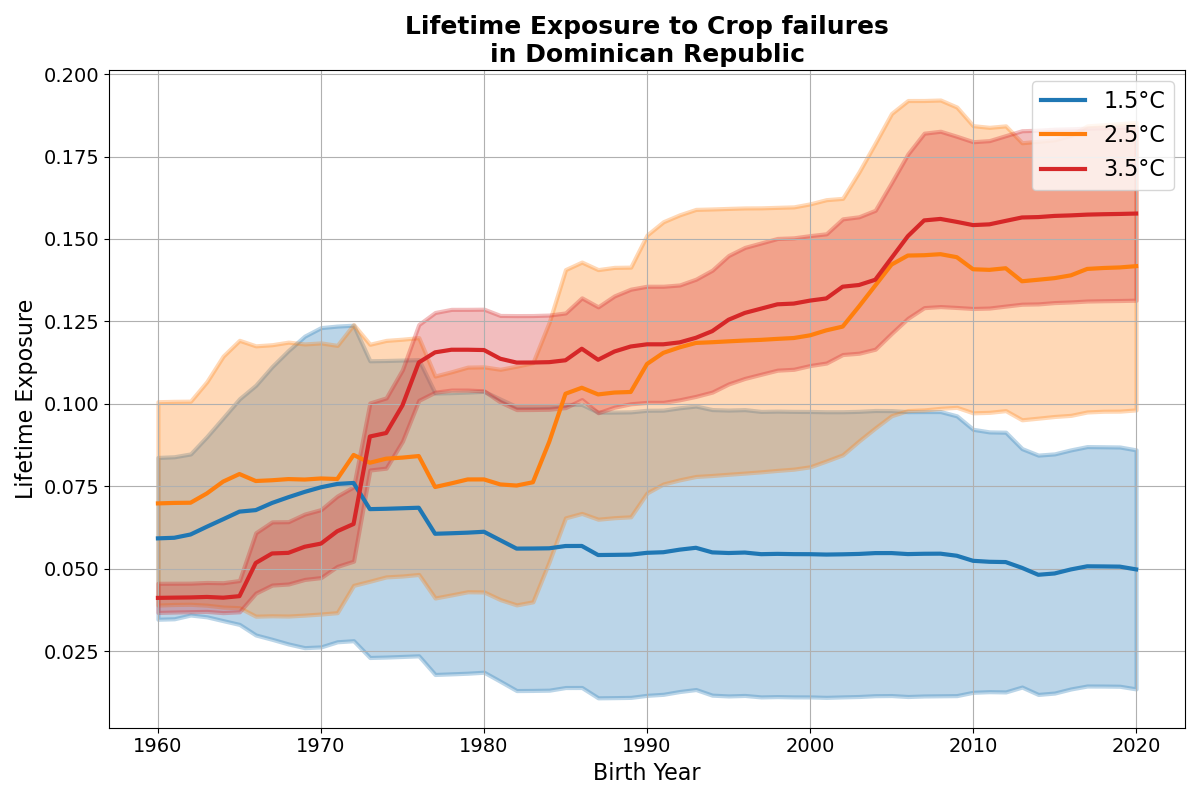 Lifetime Exposure to Crop failures
in Dominican Republic
0.200
0.175
0.150
0.125
0.100
0.075
0.050
0.025
Lifetime Exposure
1.5°C
2.5°C
3.5°C
1960 1970 1980 1990 2000 2010 2020
Birth Year